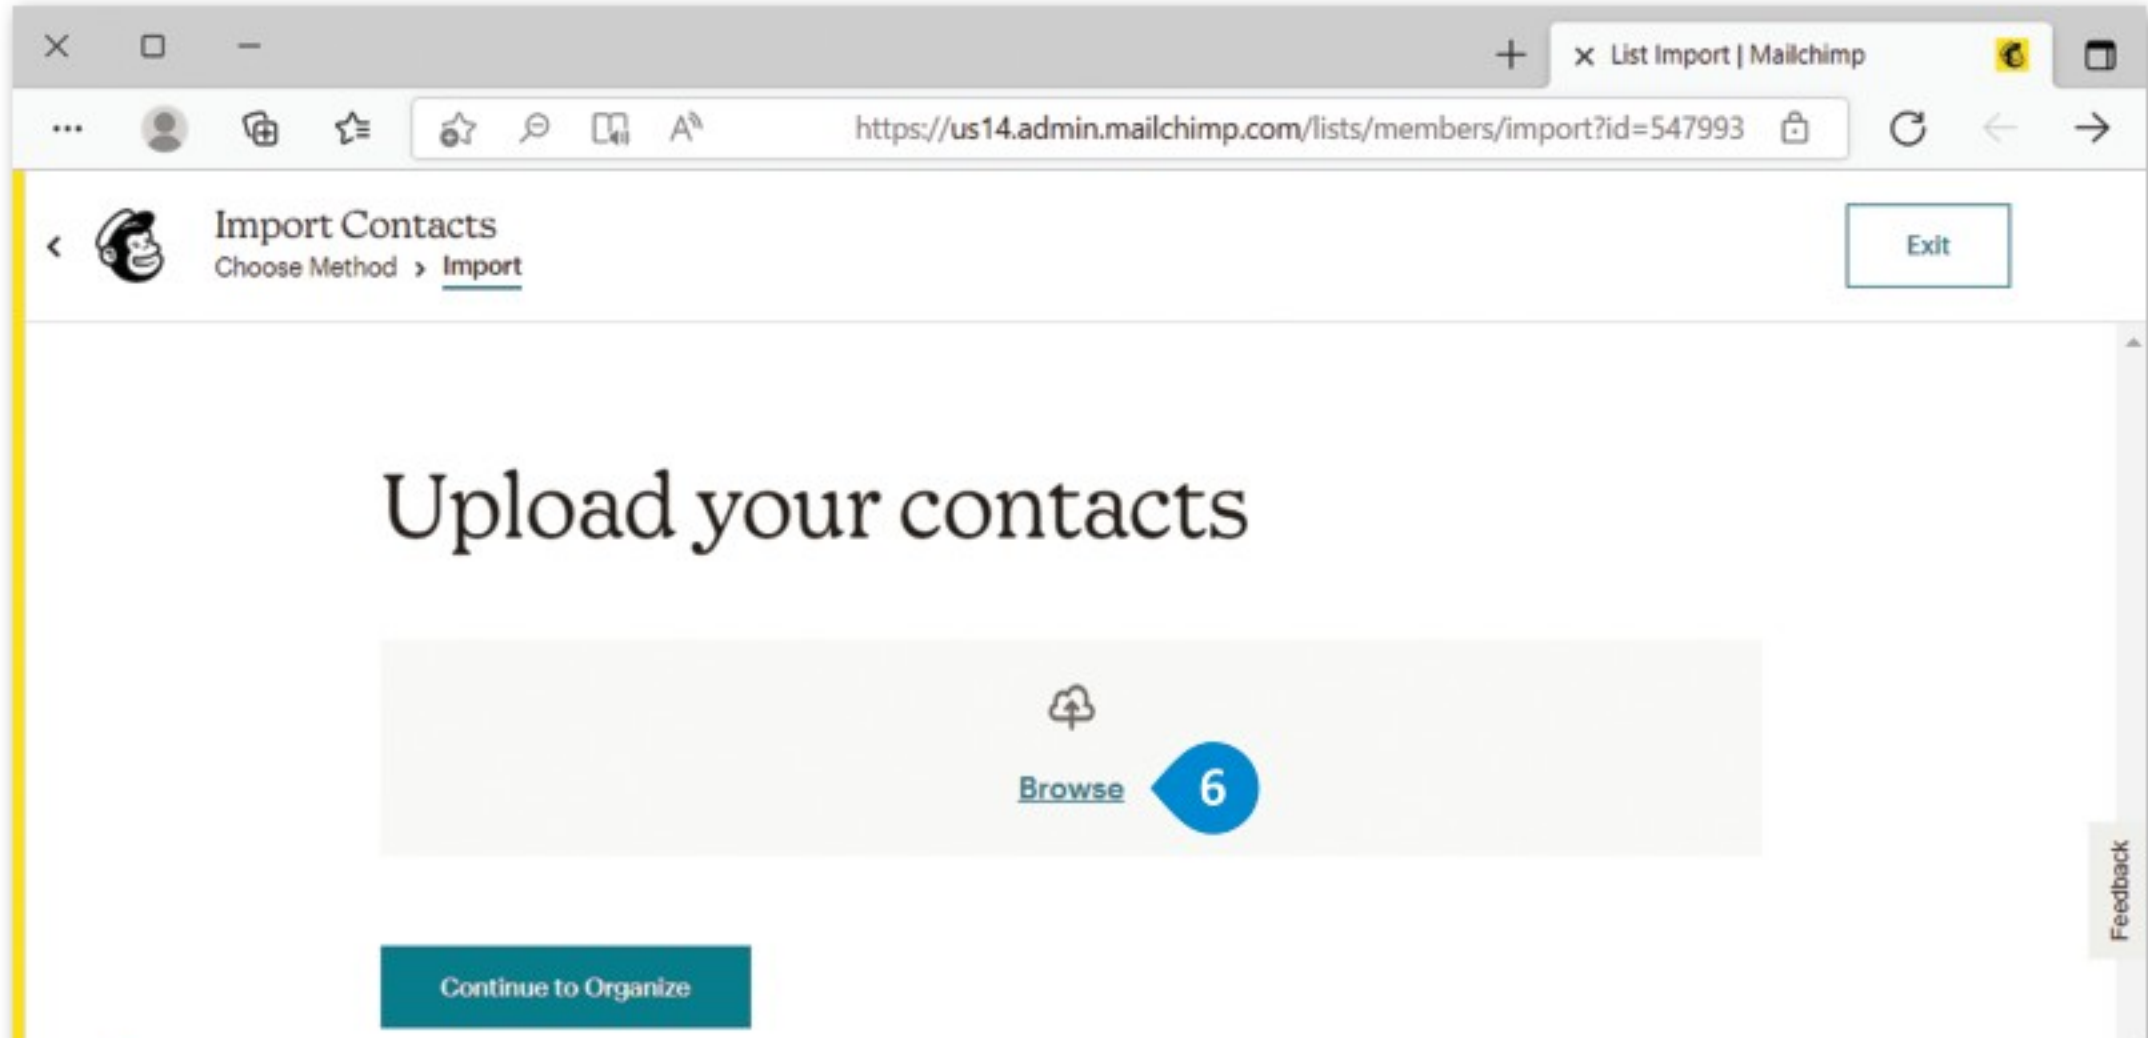 List Import | Mailchimp
https://us14.admin.mailchimp.com/lists/members/import?id=547993
Import Contacts
Choose Method > Import
Exit
Upload your contacts
Browse 6
Feedback
Continue to Organize